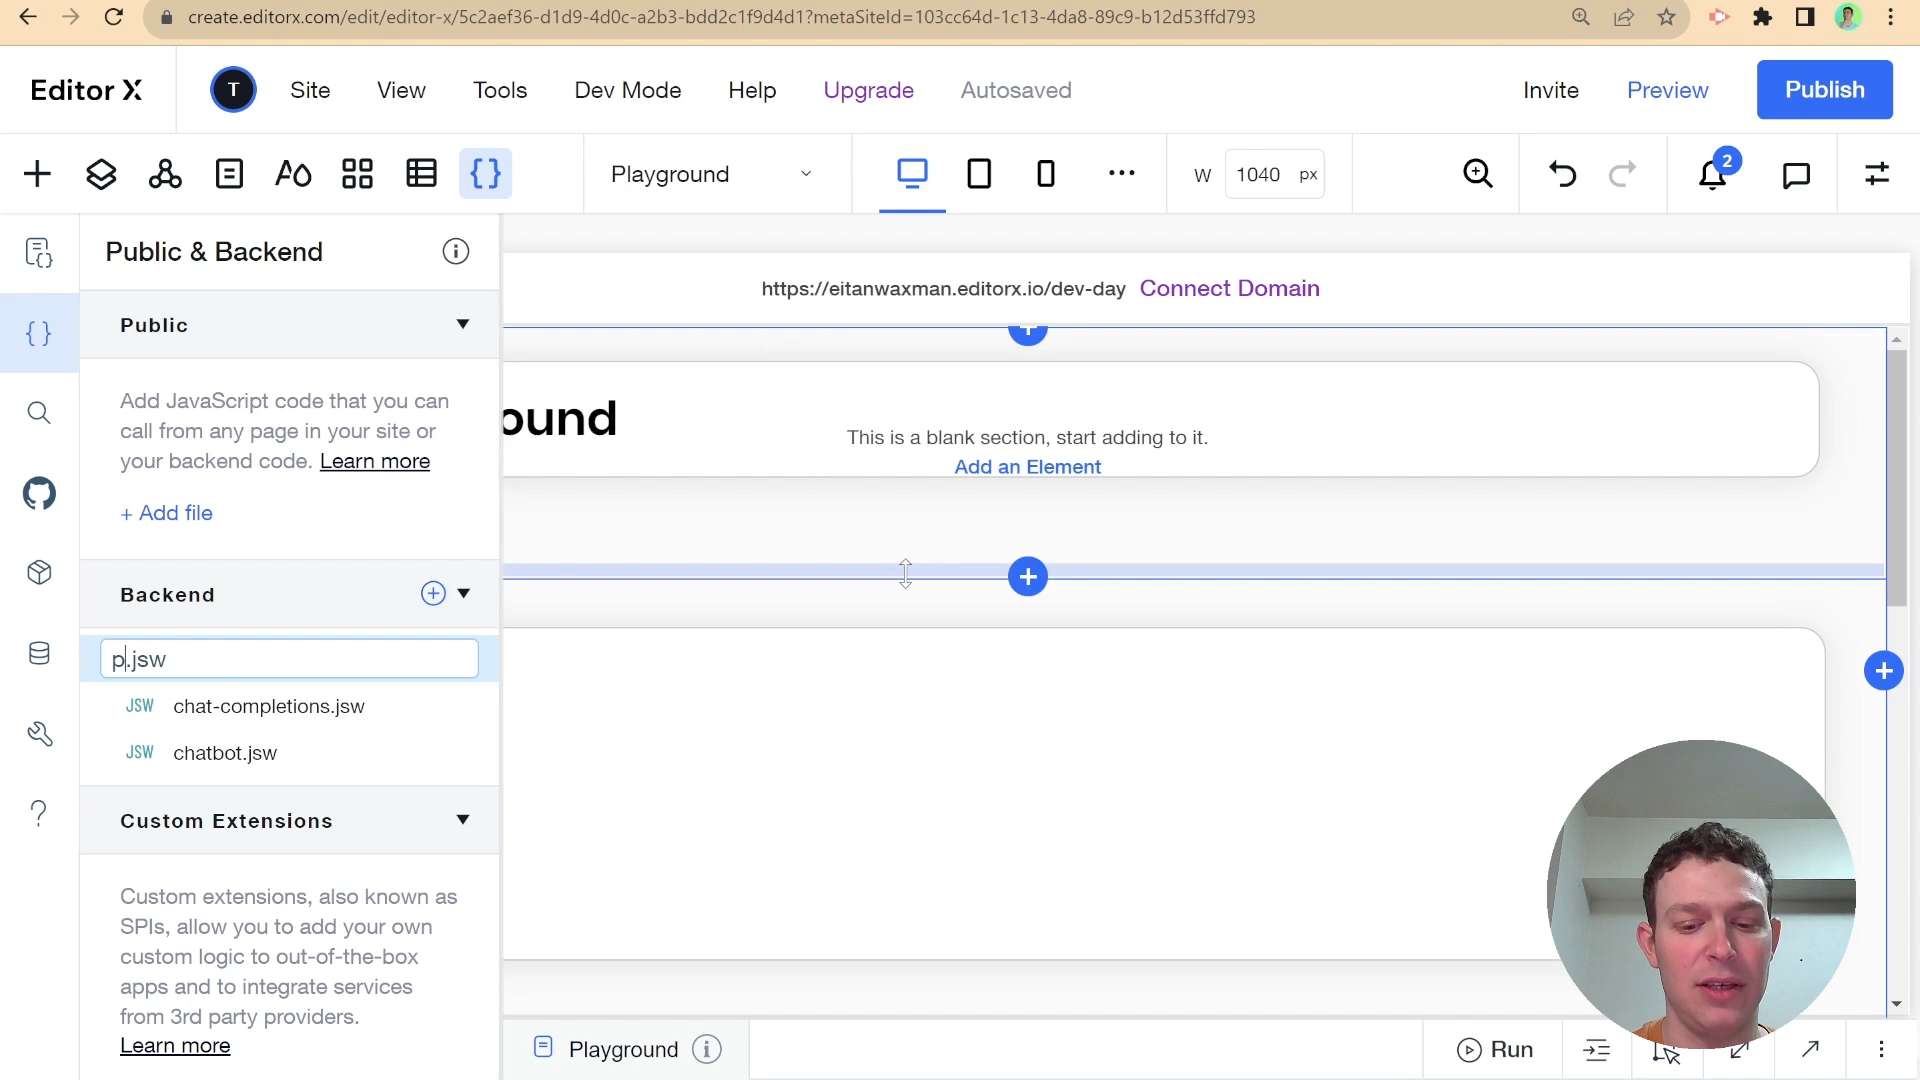 create.editorx.com/edit/editor-x/5c2aef36-d1d9-4d0c-a2b3-bdd2c1f9d4d1?metaSiteId=103cc64d-1c13-4da8-89c9-b12d53ffd793
Editor X
T
Site
View
Tools
Dev Mode
Help
Upgrade
Autosaved
Invite
Preview
Publish
Playground
W
1040
px
2
Public & Backend
Public
Add JavaScript code that you can
call from any page in your site or
your backend code. Learn more
+ Add file
Backend
p.jsw
JSW chat-completions.jsw
JSW chatbot.jsw
Custom Extensions
Custom extensions, also known as
SPIs, allow you to add your own
custom logic to out-of-the-box
apps and to integrate services
from 3rd party providers.
Learn more
https://eitanwaxman.editorx.io/dev-day Connect Domain
ound
This is a blank section, start adding to it.
Add an Element
Playground
Run